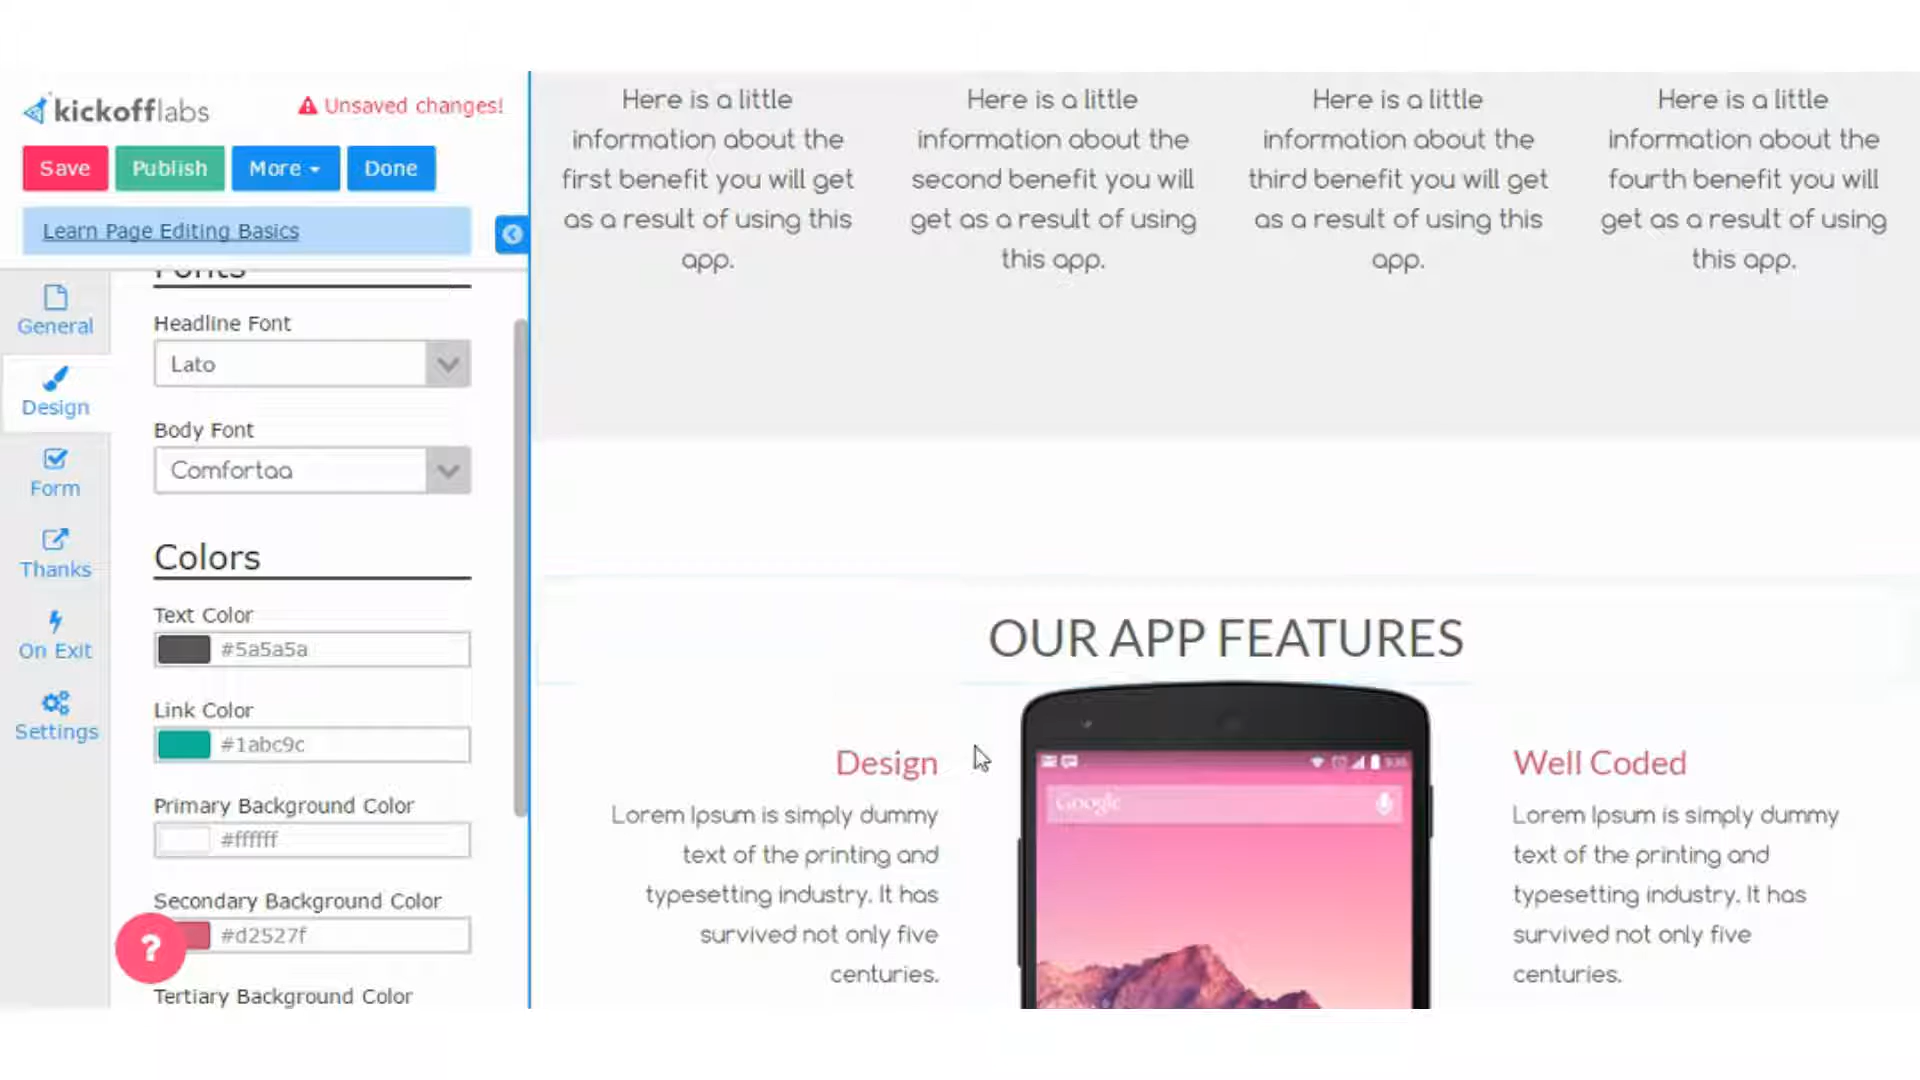 kickofflabs
Unsaved changes!
Save
Publish
More
Done
Learn Page Editing Basics
General
Design
Form
Thanks
On Exit
Settings
Fonts
Headline Font
Lato
Body Font
Comfortaa
Colors
Text Color
#5a5a5a
Link Color
#1abc9c
Primary Background Color
#ffffff
Secondary Background Color
#d2527f
Tertiary Background Color
?
Here is a little
information about the
first benefit you will get
as a result of using this
app.
Here is a little
information about the
second benefit you will
get as a result of using
this app.
Here is a little
information about the
third benefit you will get
as a result of using this
app.
Here is a little
information about the
fourth benefit you will
get as a result of using
this app.
OUR APP FEATURES
Design
Lorem Ipsum is simply dummy
text of the printing and
typesetting industry. It has
survived not only five
centuries.
Google
Well Coded
Lorem Ipsum is simply dummy
text of the printing and
typesetting industry. It has
survived not only five
centuries.